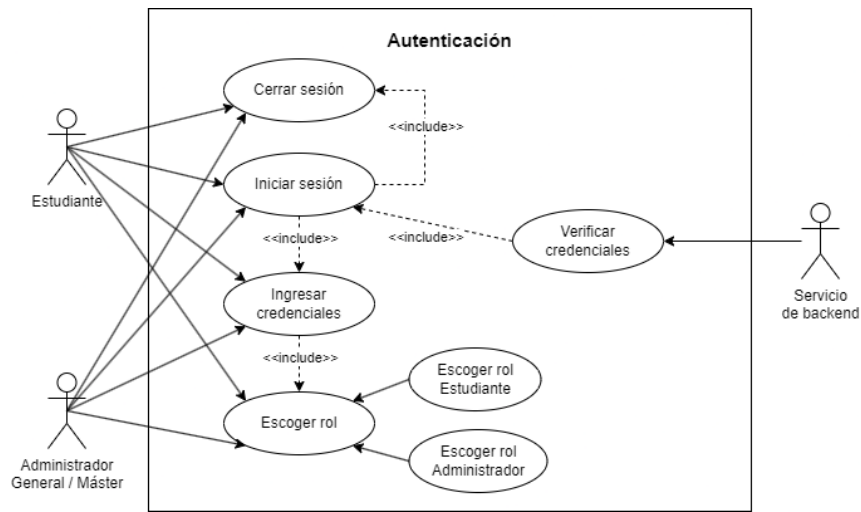 Autenticación
Cerrar sesión
<<include>>
Estudiante
Iniciar sesión
<<include>>
<<include>>
Verificar
credenciales
Servicio
de backend
Ingresar
credenciales
<<include>>
Escoger rol
Estudiante
Escoger rol
Escoger rol
Administrador
Administrador
General / Máster